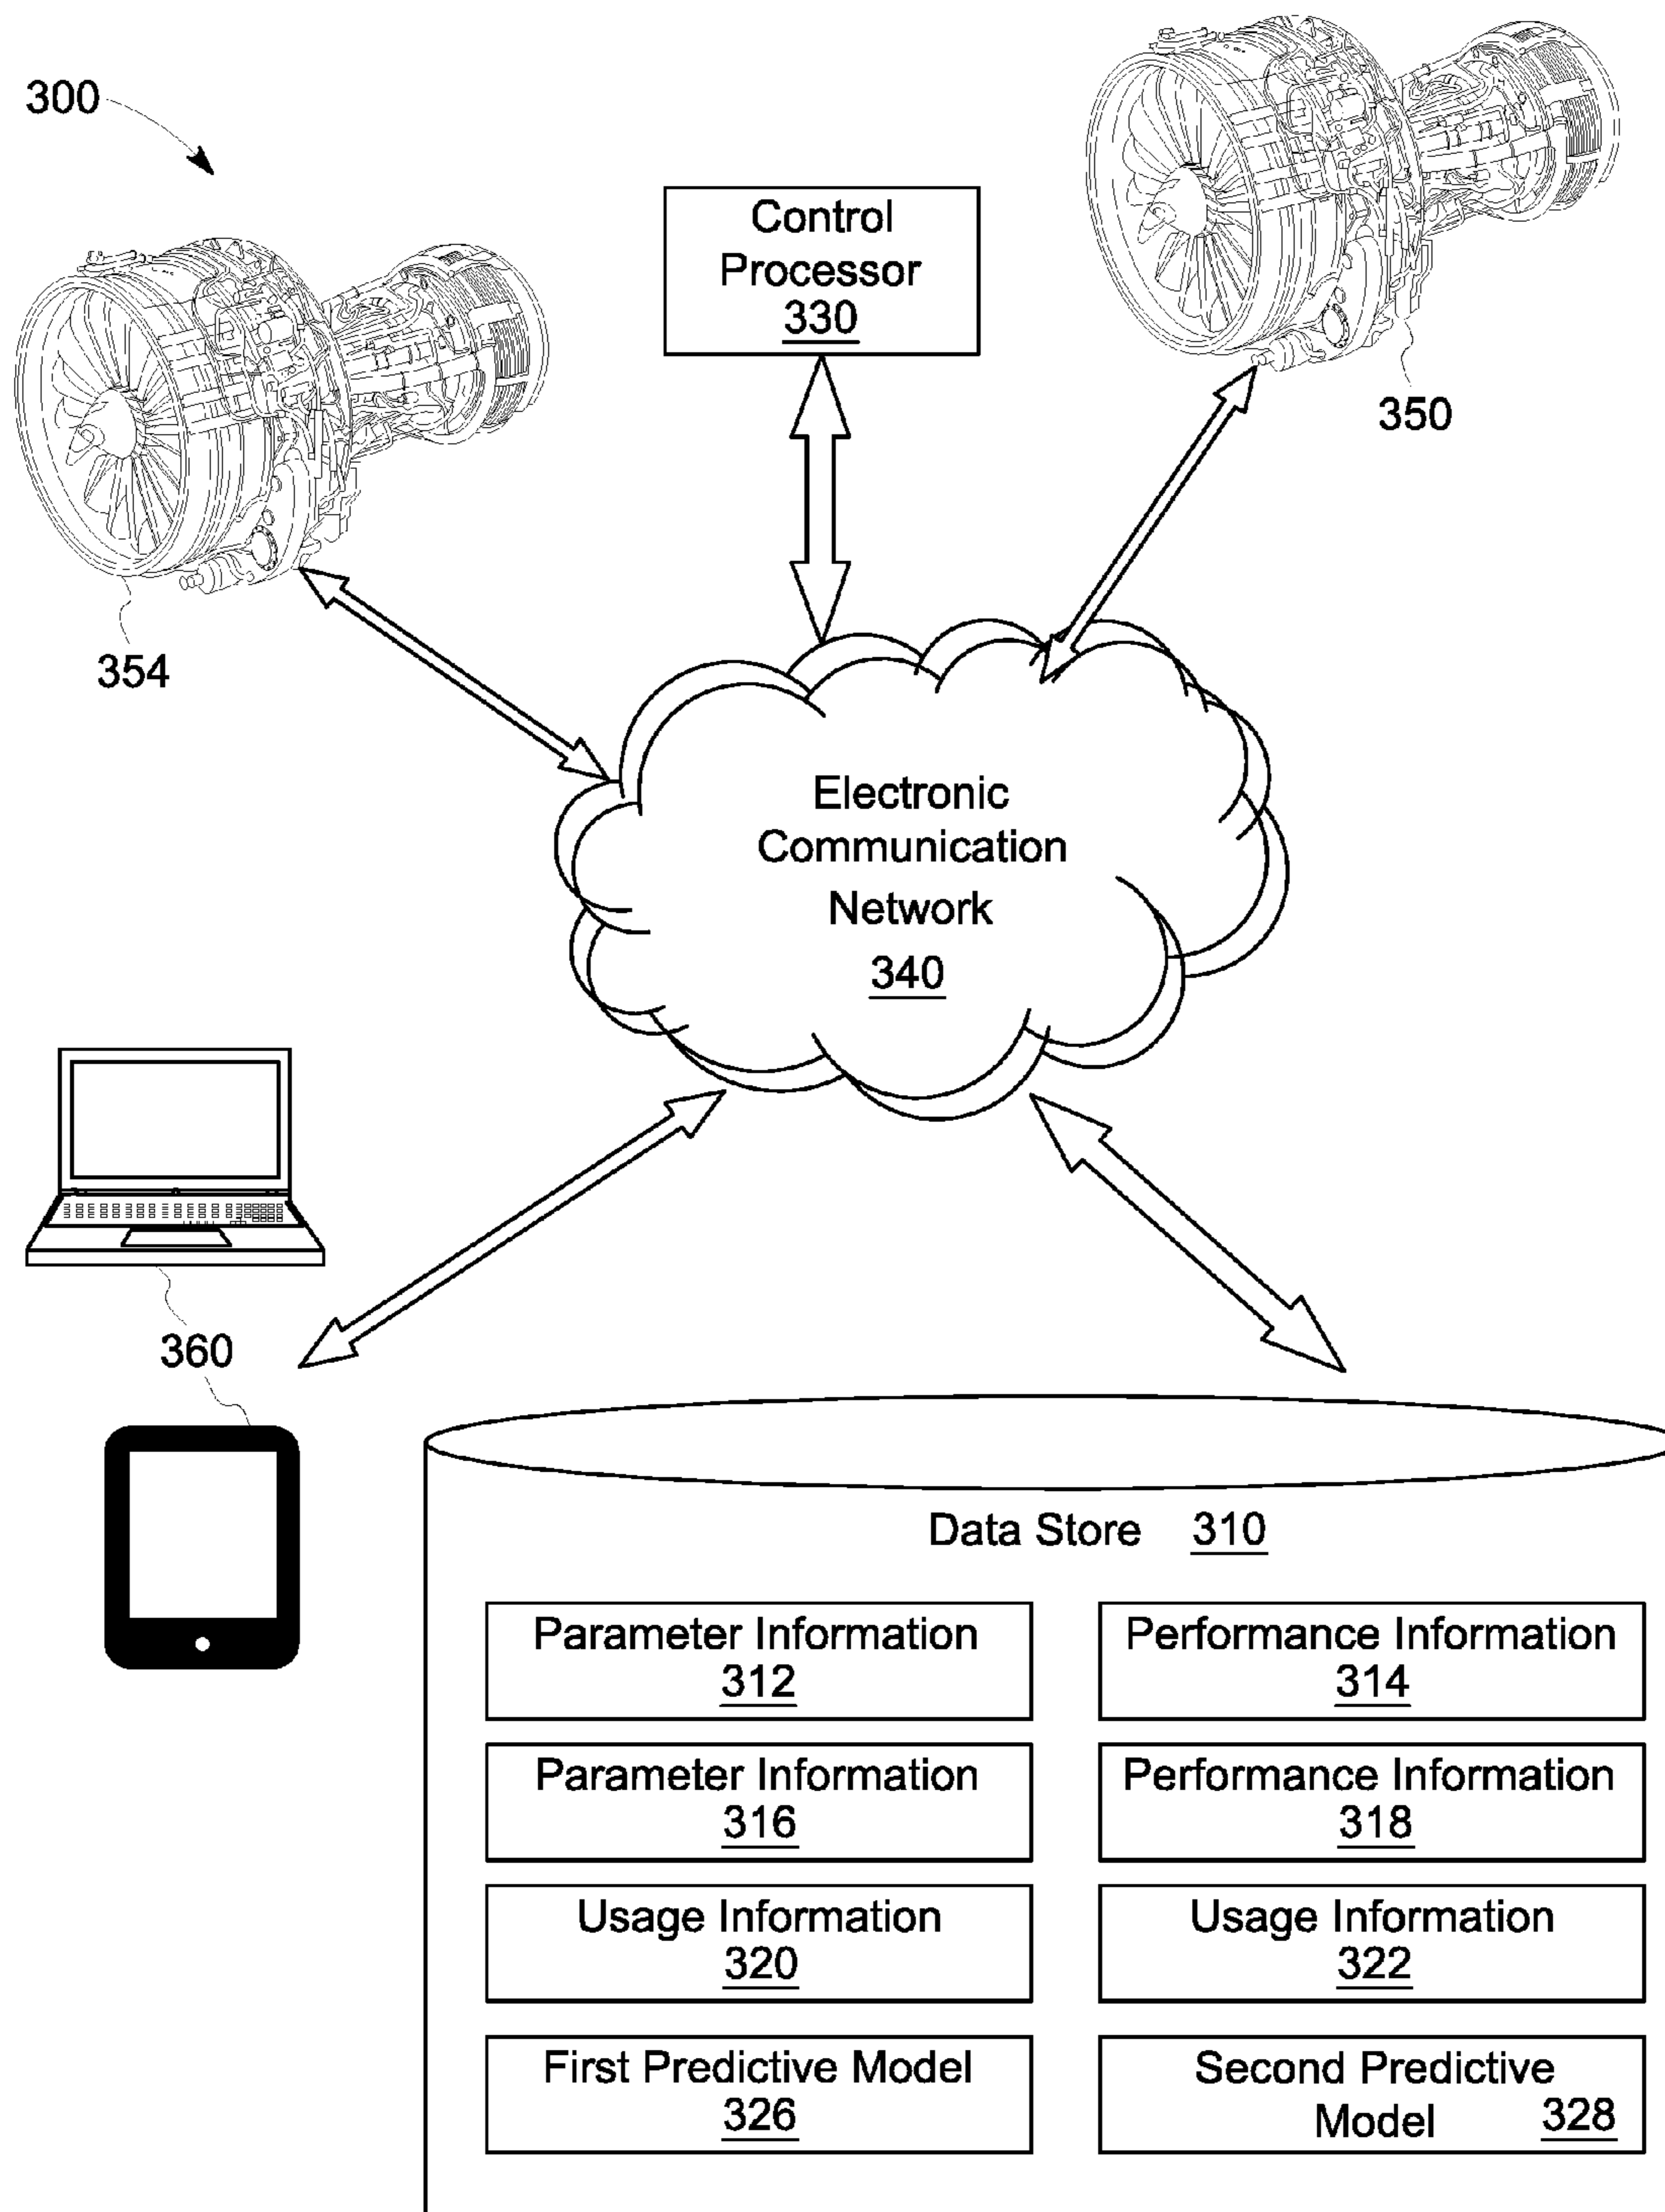 300
Control
Processor
330
350
354
Electronic
Communication
Network
340
360
Data Store 310
Parameter Information
312
Performance Information
314
Parameter Information
316
Performance Information
318
Usage Information
320
Usage Information
322
First Predictive Model
326
Second Predictive
Model 328